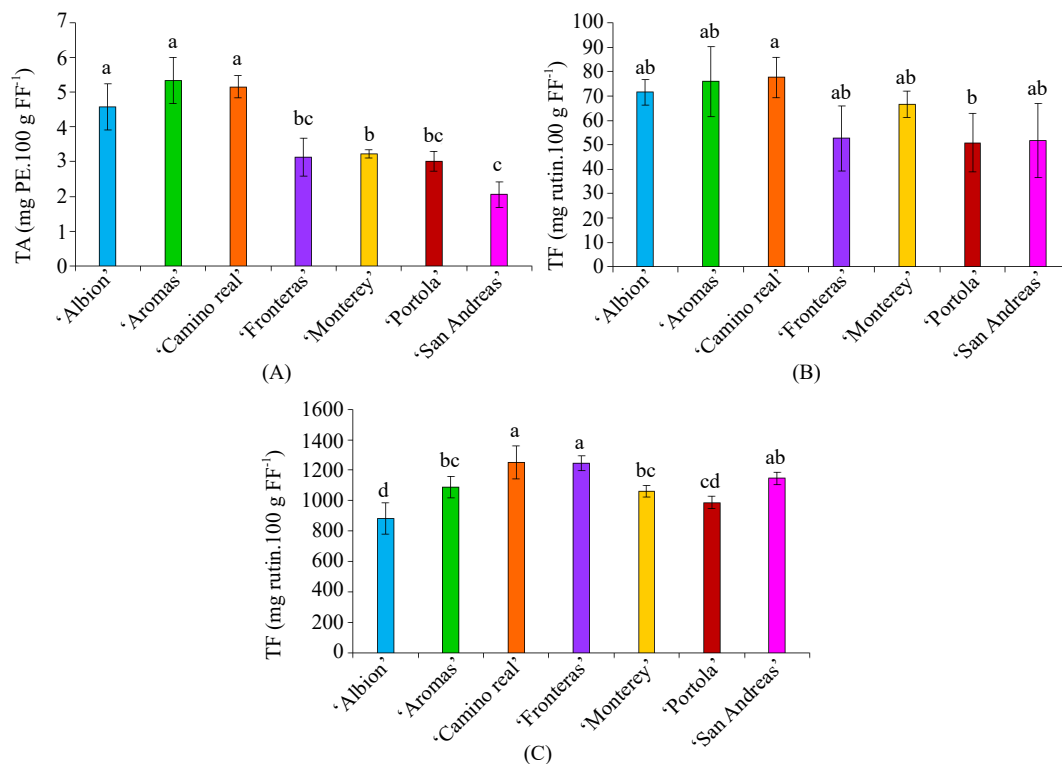 TA (mg PE.100 g FF⁻¹)
7
6
5
4
3
2
1
0
a
a
a
bc
b
bc
c
‘Albion’
‘Aromas’
‘Camino real’
‘Fronteras’
‘Monterey’
‘Portola’
‘San Andreas’
(A)
TF (mg rutin.100 g FF⁻¹)
100
90
80
70
60
50
40
30
20
10
0
ab
ab
a
ab
ab
b
ab
‘Albion’
‘Aromas’
‘Camino real’
‘Fronteras’
‘Monterey’
‘Portola’
‘San Andreas’
(B)
TF (mg rutin.100 g FF⁻¹)
1600
1400
1200
1000
800
600
400
200
0
d
bc
a
a
bc
cd
ab
‘Albion’
‘Aromas’
‘Camino real’
‘Fronteras’
‘Monterey’
‘Portola’
‘San Andreas’
(C)